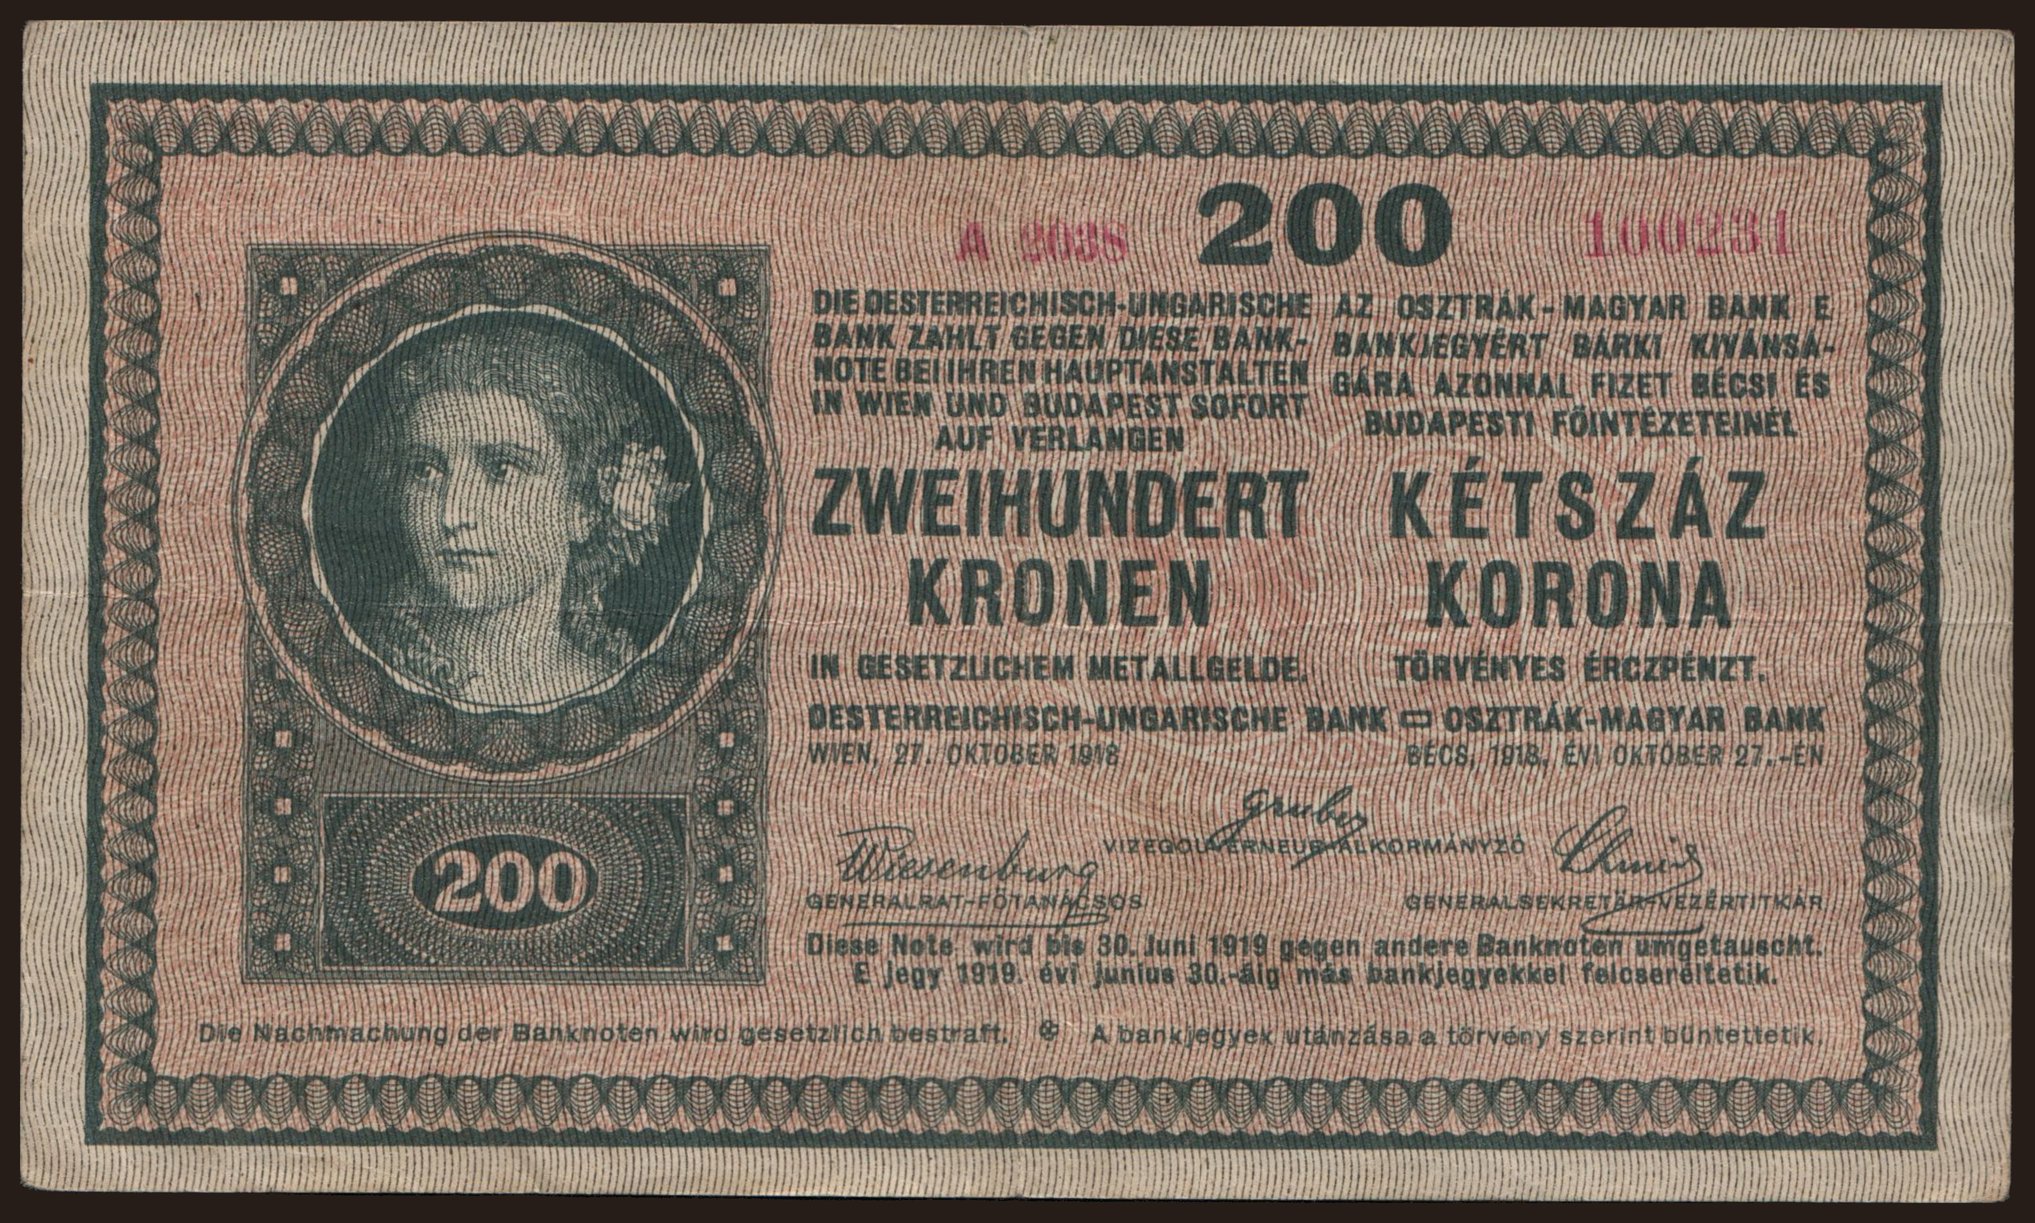 A 2038 200 100231
DIE OESTERREICHISCH-UNGARISCHE
BANK ZAHLT GEGEN DIESE BANK-
NOTE BEI IHREN HAUPTANSTALTEN
IN WIEN UND BUDAPEST SOFORT
AUF VERLANGEN
ZWEIHUNDERT
KRONEN
IN GESETZLICHEM METALLGELDE.
AZ OSZTRÁK-MAGYAR BANK E
BANKJEGYÉRT BÁRKI KIVÁNSÁ-
GÁRA AZONNAL FIZET BÉCSI ÉS
BUDAPESTI FŐINTÉZETEINÉL
KÉTSZÁZ
KORONA
TÖRVÉNYES ÉRCZPÉNZT.
OESTERREICHISCH-UNGARISCHE BANK OSZTRÁK-MAGYAR BANK
WIEN, 27. OKTOBER 1918 BÉCS, 1918. ÉVI OKTÓBER 27.-ÉN
Gruber
VIZEGOUVERNEUR-ALKORMÁNYZÓ
Wiesenburg
GENERALRAT-FŐTANÁCSOS
Schmid
GENERALSEKRETÄR-VEZÉRTITKÁR
Diese Note wird bis 30. Juni 1919 gegen andere Banknoten umgetauscht.
E jegy 1919. évi junius 30.-áig más bankjegyekkel felcseréltetik.
200
Die Nachmachung der Banknoten wird gesetzlich bestraft. A bankjegyek utánzása a törvény szerint büntettetik.